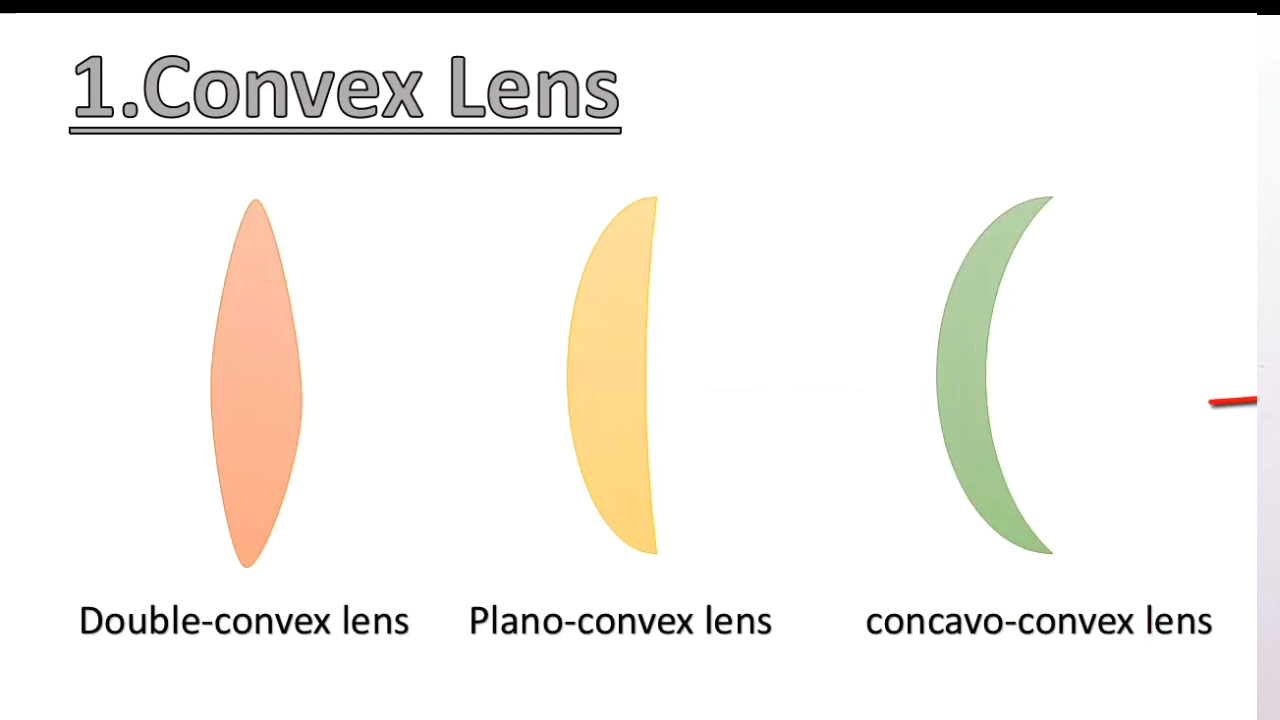 1.Convex Lens
Double-convex lens
Plano-convex lens
concavo-convex lens